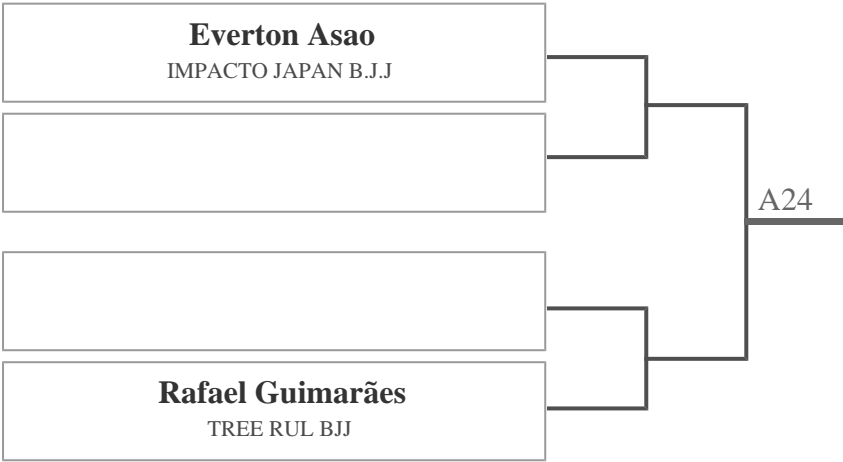 Everton Asao
IMPACTO JAPAN B.J.J
A24
Rafael Guimarães
TREE RUL BJJ